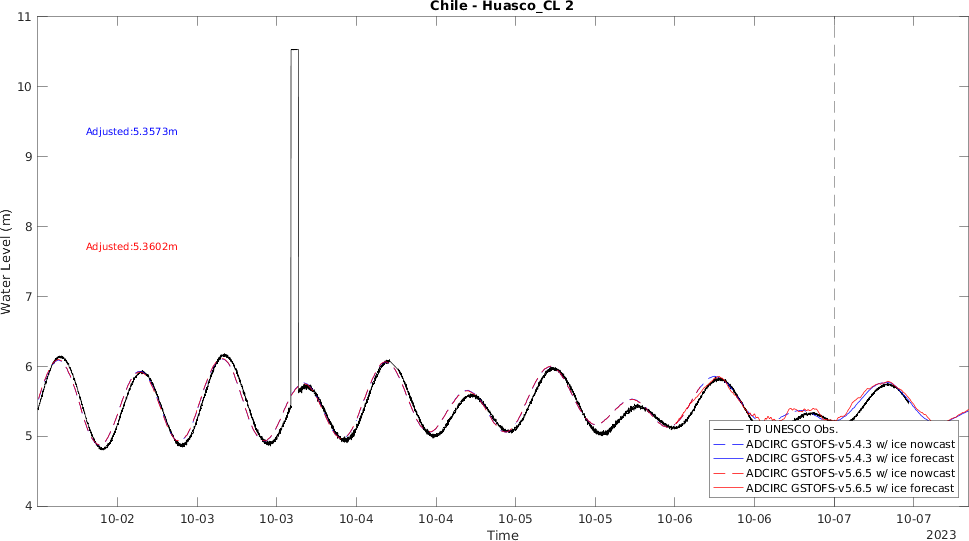 Chile - Huasco_CL 2
11
10
9
8
7
6
5
4
Water Level (m)
Adjusted:5.3573m
Adjusted:5.3602m
TD UNESCO Obs.
ADCIRC GSTOFS-v5.4.3 w/ ice nowcast
ADCIRC GSTOFS-v5.4.3 w/ ice forecast
ADCIRC GSTOFS-v5.6.5 w/ ice nowcast
ADCIRC GSTOFS-v5.6.5 w/ ice forecast
10-02 10-03 10-03 10-04 10-04 10-05 10-05 10-06 10-06 10-07 10-07
Time
2023